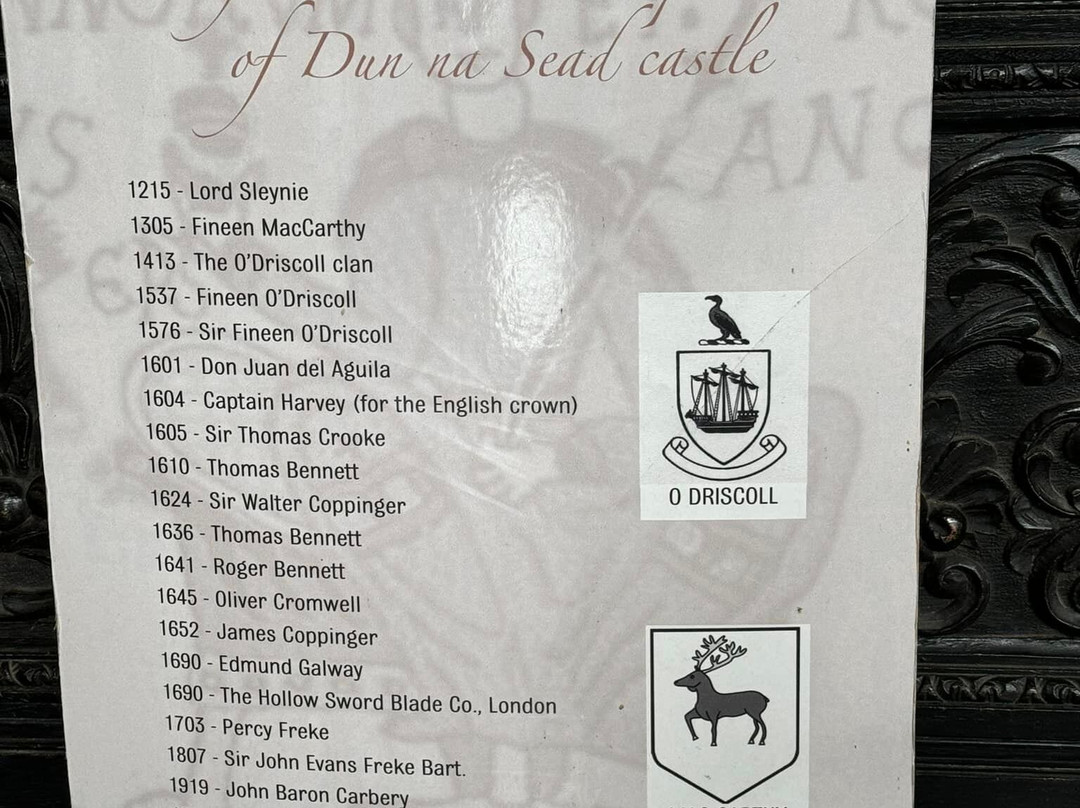 of Dun na Sead castle
1215 - Lord Sleynie
1305 - Fineen MacCarthy
1413 - The O'Driscoll clan
1537 - Fineen O'Driscoll
1576 - Sir Fineen O'Driscoll
1601 - Don Juan del Aguila
1604 - Captain Harvey (for the English crown)
1605 - Sir Thomas Crooke
1610 - Thomas Bennett
1624 - Sir Walter Coppinger
1636 - Thomas Bennett
1641 - Roger Bennett
1645 - Oliver Cromwell
1652 - James Coppinger
1690 - Edmund Galway
1690 - The Hollow Sword Blade Co., London
1703 - Percy Freke
1807 - Sir John Evans Freke Bart.
1919 - John Baron Carbery
O DRISCOLL